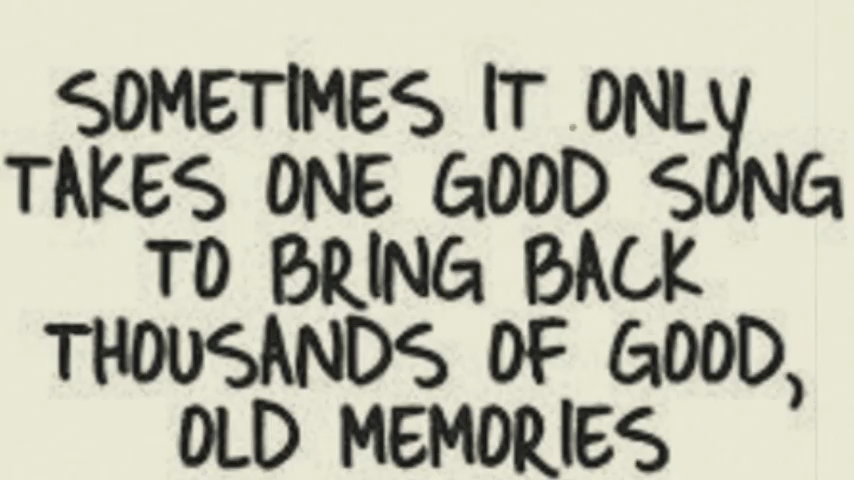 SOMETIMES IT ONLY
TAKES ONE GOOD SONG
TO BRING BACK
THOUSANDS OF GOOD,
OLD MEMORIES